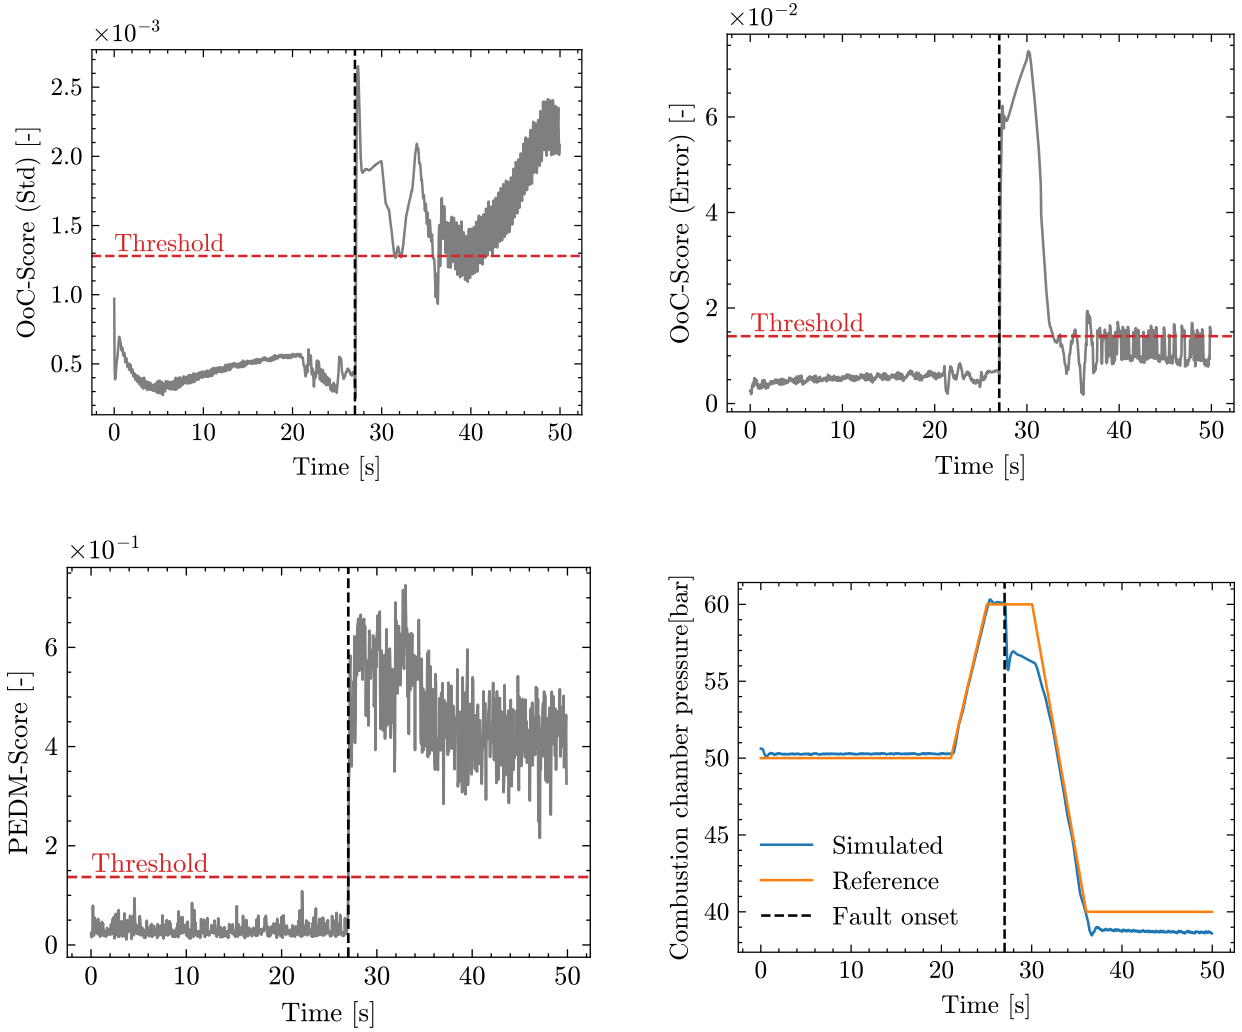 ×10⁻³
OoC-Score (Std) [-]
2.5
2.0
1.5
1.0
0.5
Threshold
0 10 20 30 40 50
Time [s]
×10⁻²
OoC-Score (Error) [-]
6
4
2
0
Threshold
0 10 20 30 40 50
Time [s]
×10⁻¹
PEDM-Score [-]
6
4
2
0
Threshold
0 10 20 30 40 50
Time [s]
Combustion chamber pressure[bar]
60
55
50
45
40
Simulated
Reference
Fault onset
0 10 20 30 40 50
Time [s]